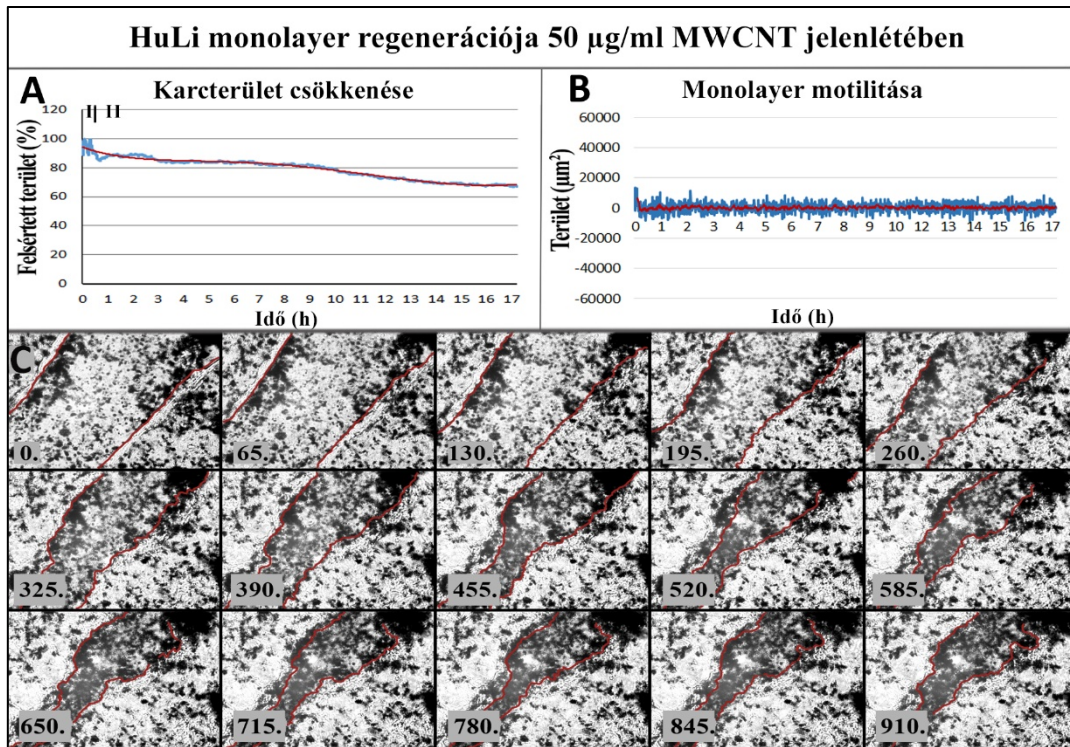 HuLi monolayer regenerációja 50 µg/ml MWCNT jelenlétében
A
Karcterület csökkenése
I| II
Felsértett terület (%)
120
100
80
60
40
20
0
0 1 2 3 4 5 6 7 8 9 10 11 12 13 14 15 16 17
Idő (h)
B
Monolayer motilitása
Terület (µm²)
60000
40000
20000
0
-20000
-40000
-60000
0 1 2 3 4 5 6 7 8 9 10 11 12 13 14 15 16 17
Idő (h)
C
0. 65. 130. 195. 260.
325. 390. 455. 520. 585.
650. 715. 780. 845. 910.